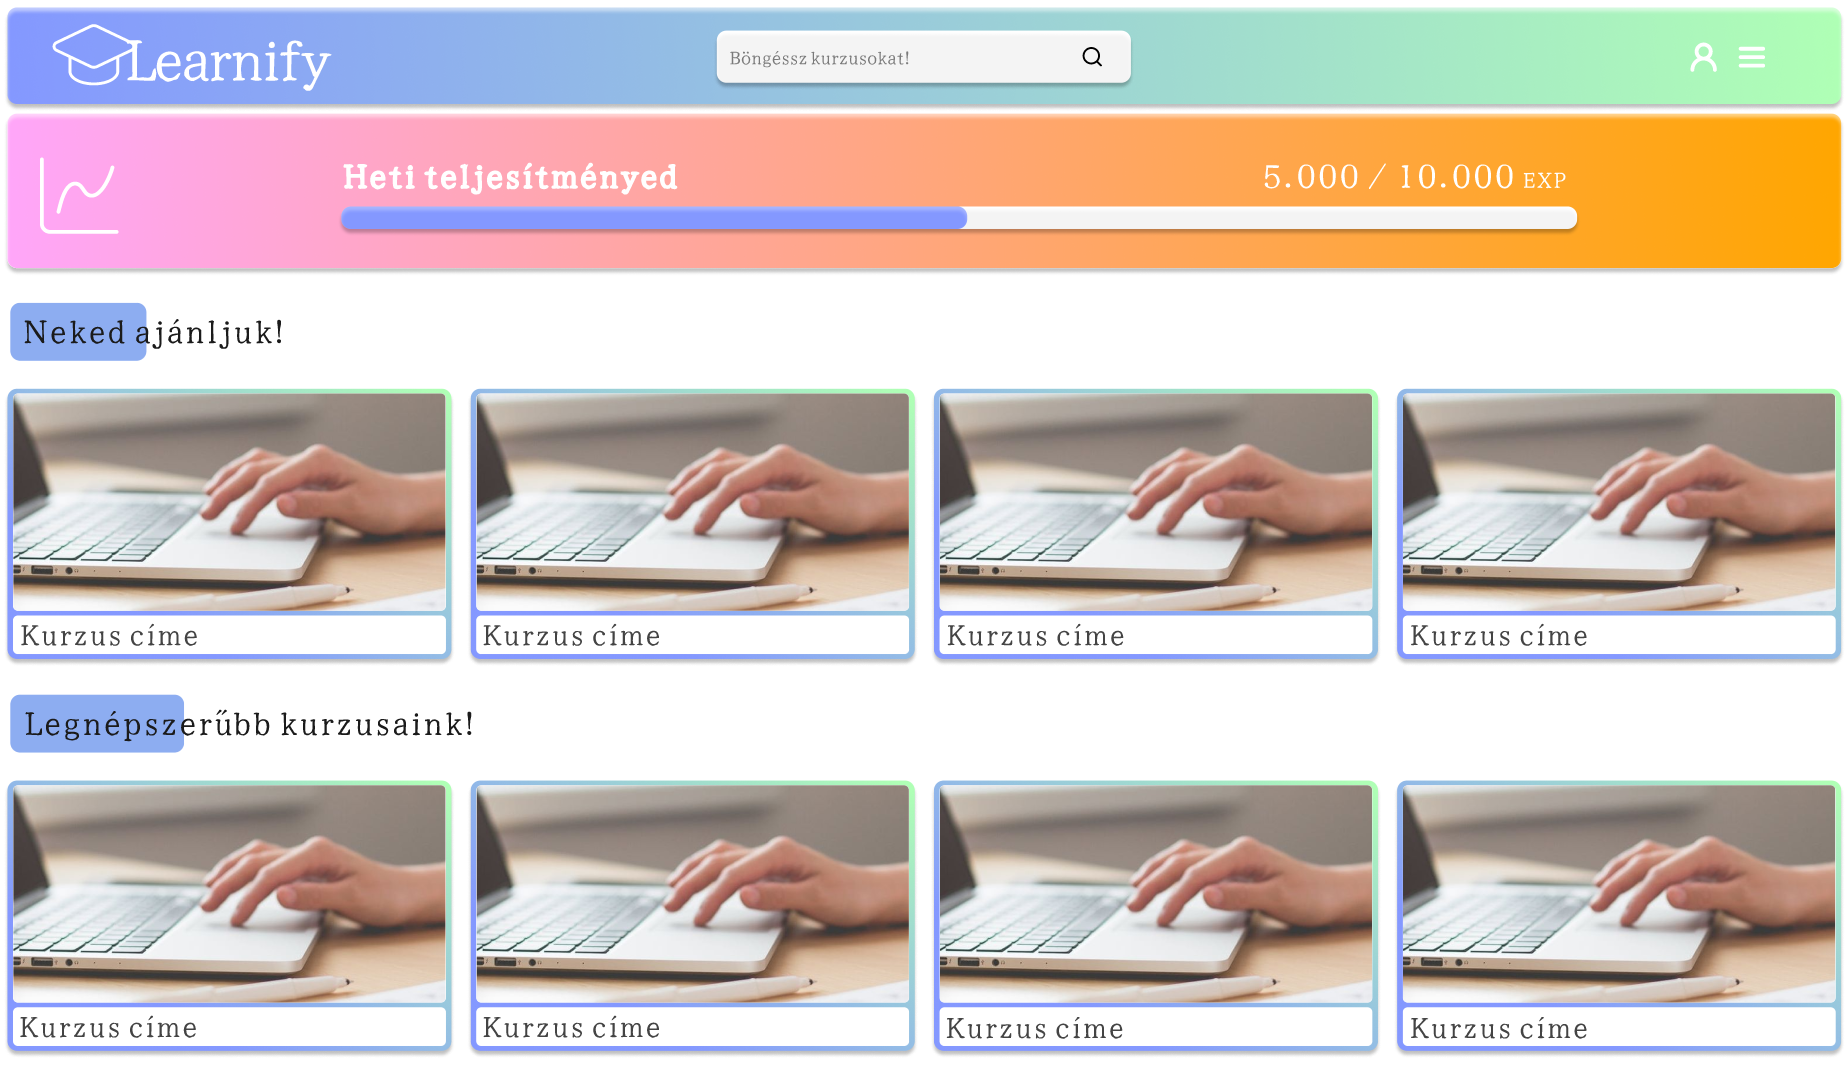 Learnify
Böngéssz kurzusokat!
Heti teljesítményed
5.000 / 10.000 EXP
Neked ajánljuk!
Kurzus címe
Kurzus címe
Kurzus címe
Kurzus címe
Legnépszerűbb kurzusaink!
Kurzus címe
Kurzus címe
Kurzus címe
Kurzus címe